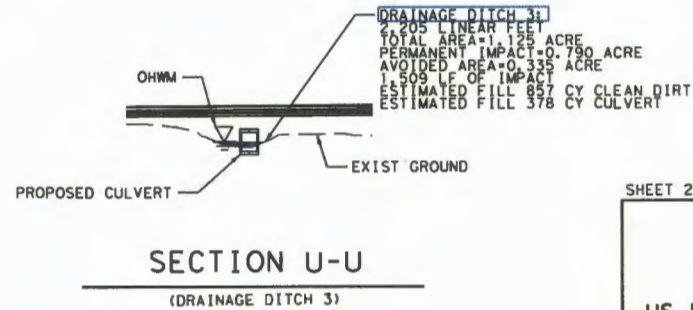 DRAINAGE DITCH 3:
2,205 LINEAR FEET
TOTAL AREA=1.125 ACRE
PERMANENT IMPACT=0.790 ACRE
AVOIDED AREA=0.335 ACRE
1,509 LF OF IMPACT
ESTIMATED FILL 857 CY CLEAN DIRT
ESTIMATED FILL 378 CY CULVERT
OHWM
EXIST GROUND
PROPOSED CULVERT
SECTION U-U
(DRAINAGE DITCH 3)
SHEET 2